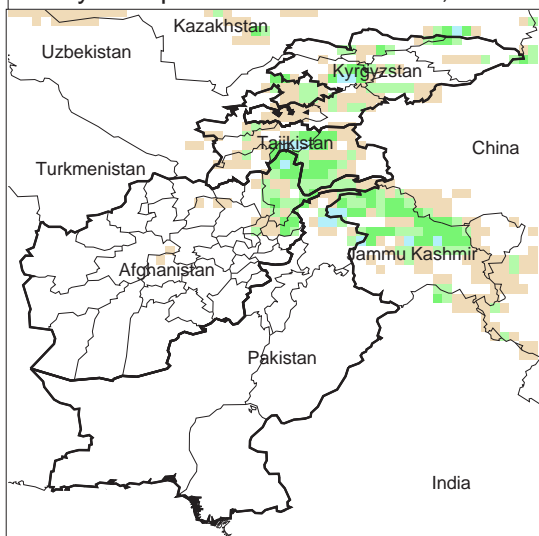 Kazakhstan
Uzbekistan
Kyrgyzstan
Tajikistan
China
Turkmenistan
Jammu Kashmir
Afghanistan
Pakistan
India